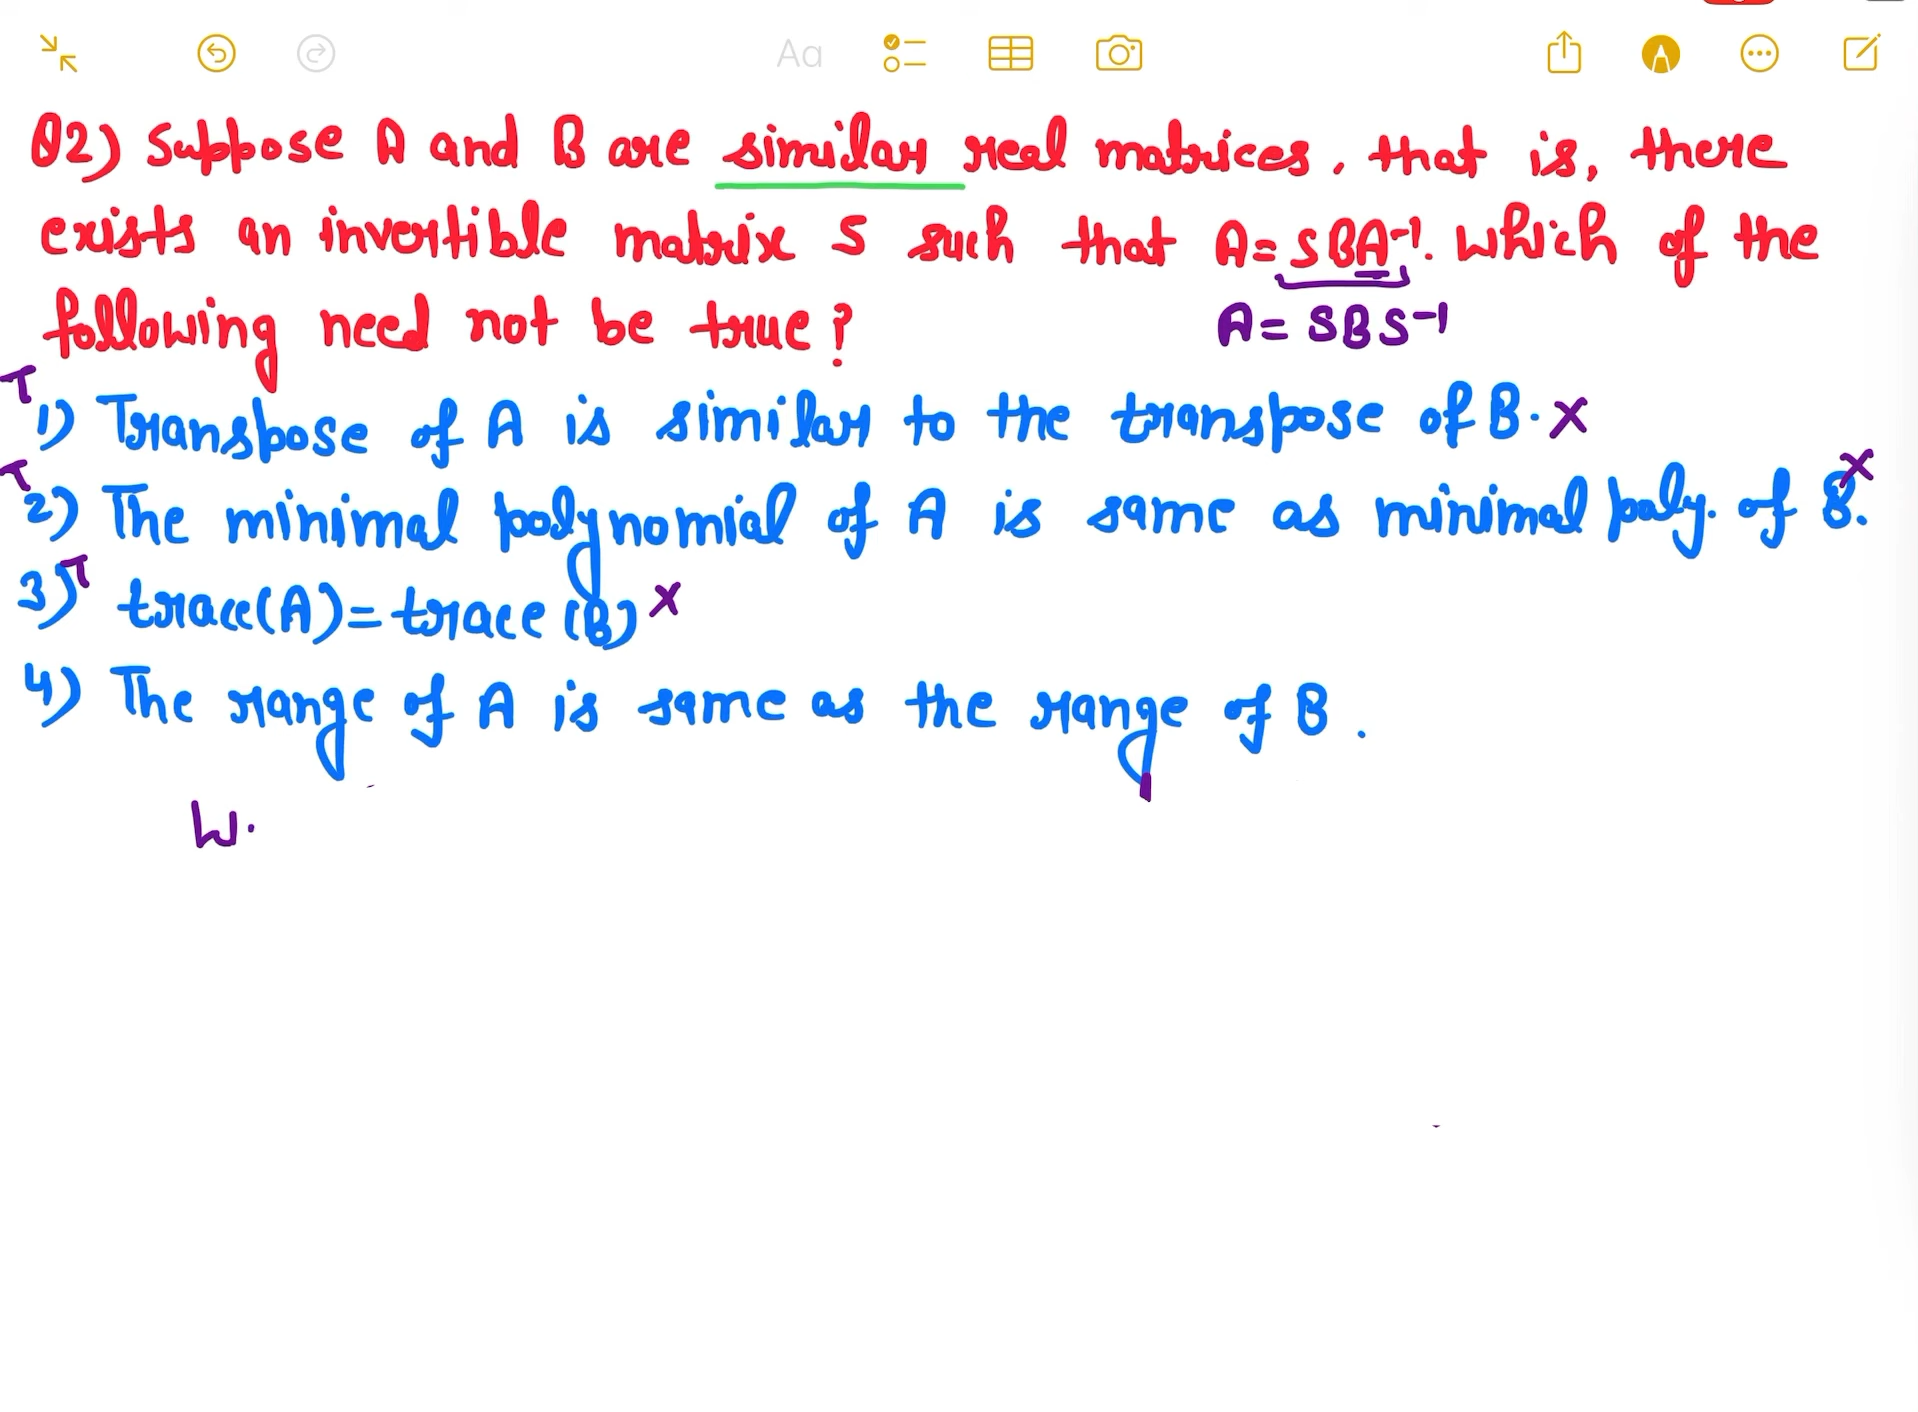 Aa
Q2) Suppose A and B are similar real matrices, that is, there
exists an invertible matrix S such that A=SBA⁻¹. Which of the
following need not be true?
A=SBS⁻¹
T
1) Transpose of A is similar to the transpose of B. X
T
2) The minimal polynomial of A is same as minimal poly. of B. X
3) T trace(A)=trace(B) X
4) The range of A is same as the range of B.
W.